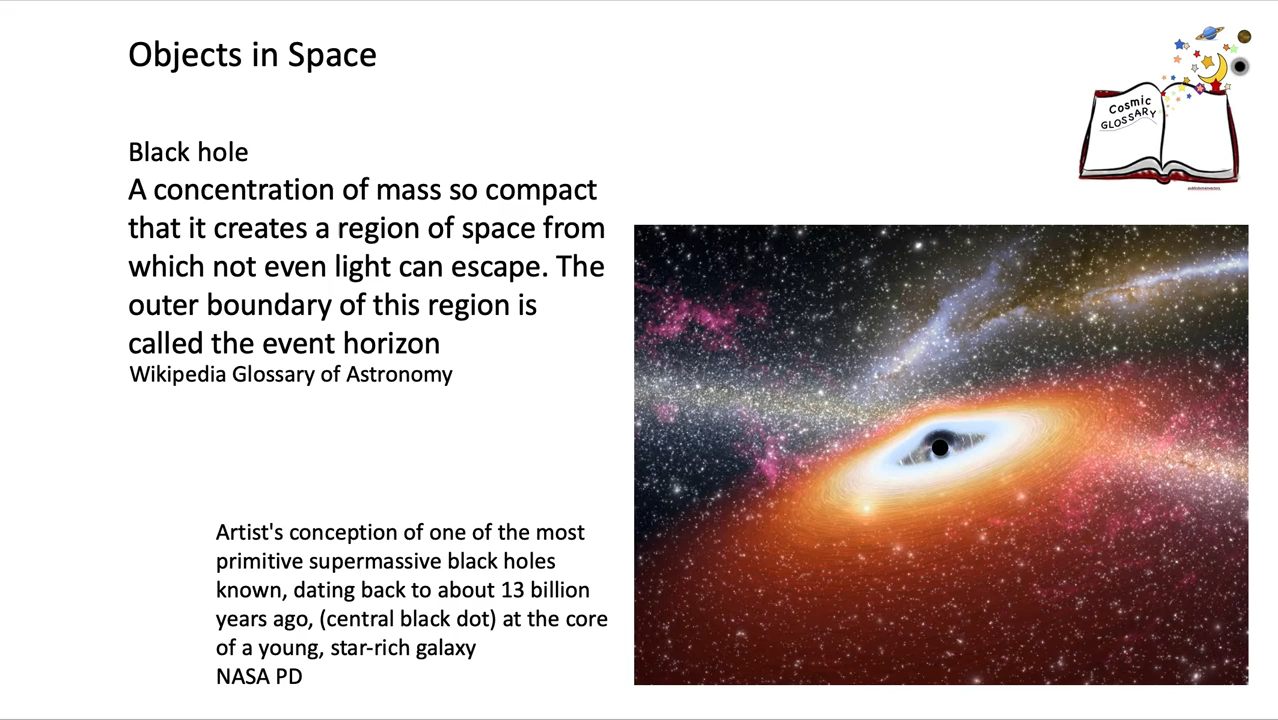 Objects in Space
Cosmic
GLOSSARY
Black hole
A concentration of mass so compact
that it creates a region of space from
which not even light can escape. The
outer boundary of this region is
called the event horizon
Wikipedia Glossary of Astronomy
Artist's conception of one of the most
primitive supermassive black holes
known, dating back to about 13 billion
years ago, (central black dot) at the core
of a young, star-rich galaxy
NASA PD